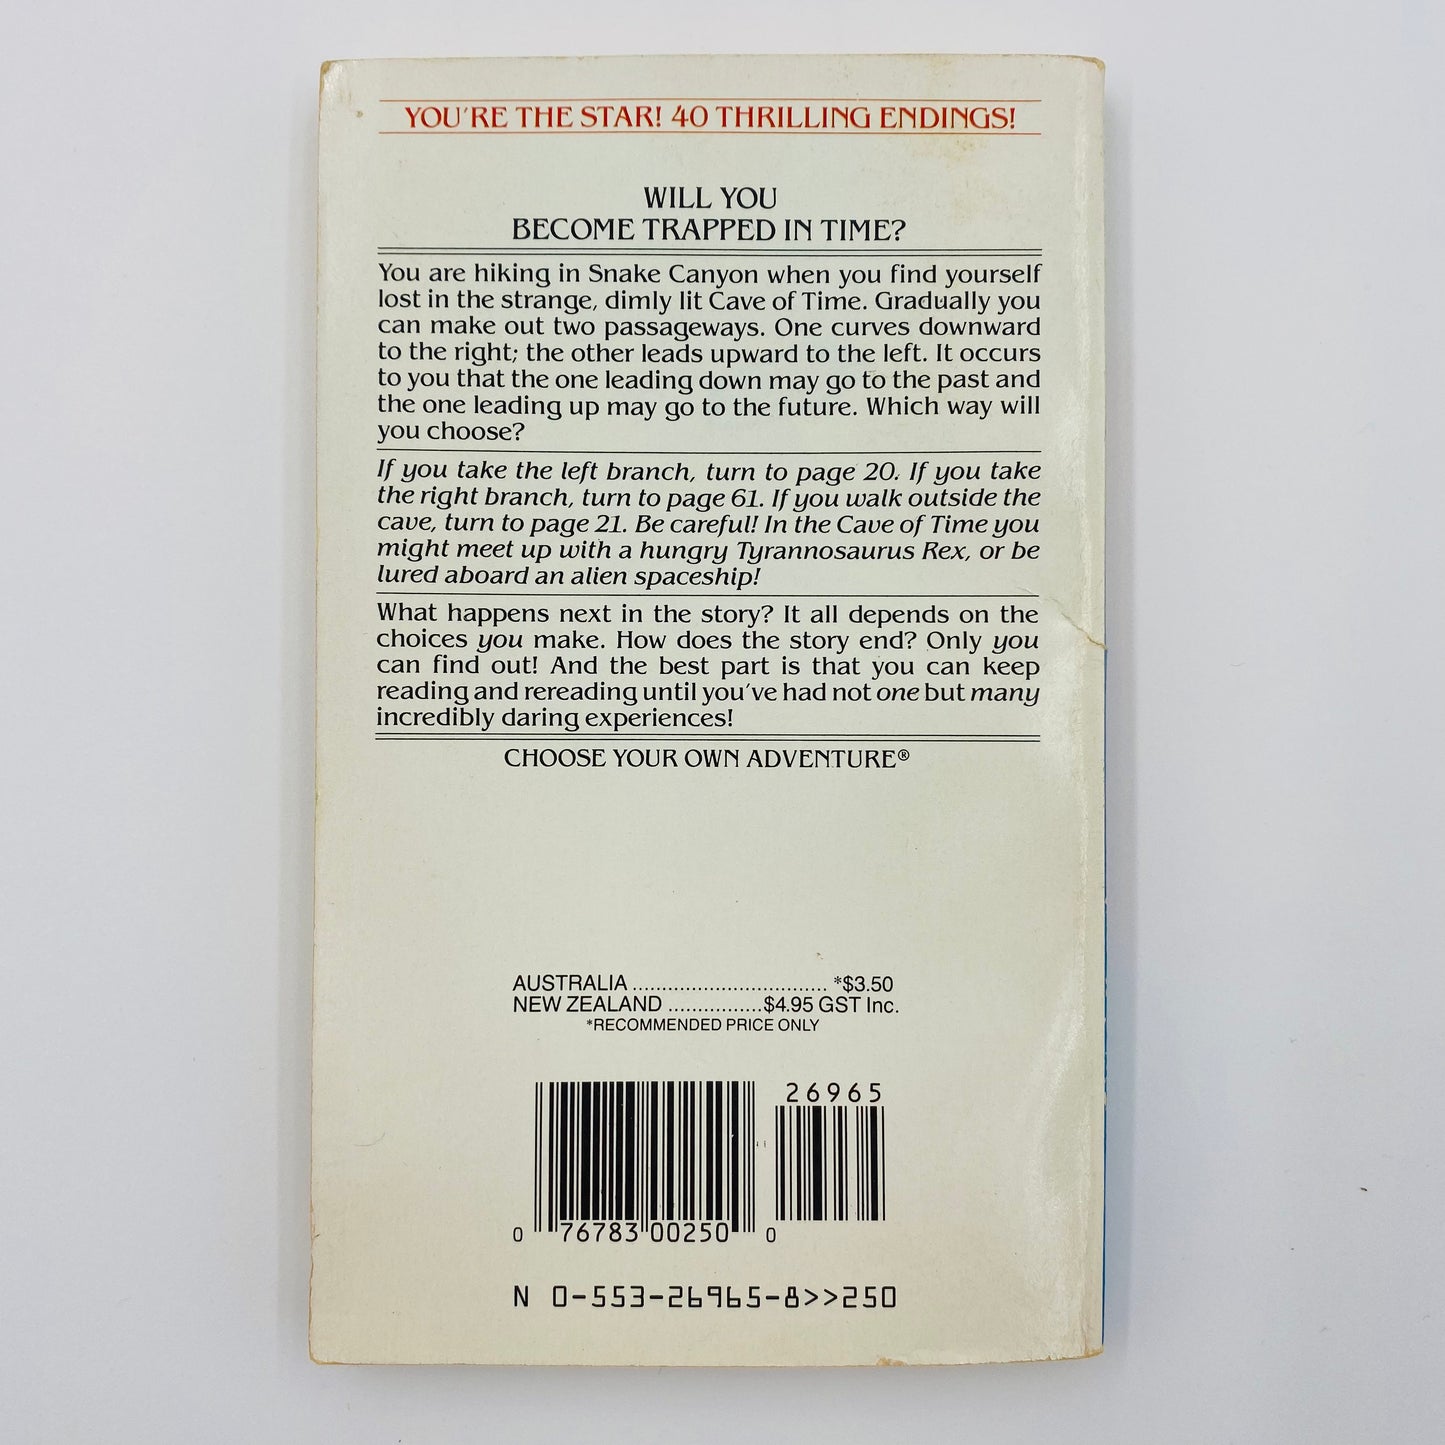 YOU'RE THE STAR! 40 THRILLING ENDINGS!
WILL YOU
BECOME TRAPPED IN TIME?
You are hiking in Snake Canyon when you find yourself
lost in the strange, dimly lit Cave of Time. Gradually you
can make out two passageways. One curves downward
to the right; the other leads upward to the left. It occurs
to you that the one leading down may go to the past and
the one leading up may go to the future. Which way will
you choose?
If you take the left branch, turn to page 20. If you take
the right branch, turn to page 61. If you walk outside the
cave, turn to page 21. Be careful! In the Cave of Time you
might meet up with a hungry Tyrannosaurus Rex, or be
lured aboard an alien spaceship!
What happens next in the story? It all depends on the
choices you make. How does the story end? Only you
can find out! And the best part is that you can keep
reading and rereading until you've had not one but many
incredibly daring experiences!
CHOOSE YOUR OWN ADVENTURE®
AUSTRALIA ................................. *$3.50
NEW ZEALAND ................$4.95 GST Inc.
*RECOMMENDED PRICE ONLY
26965
0 76783 00250 0
N 0-553-26965-8>>250